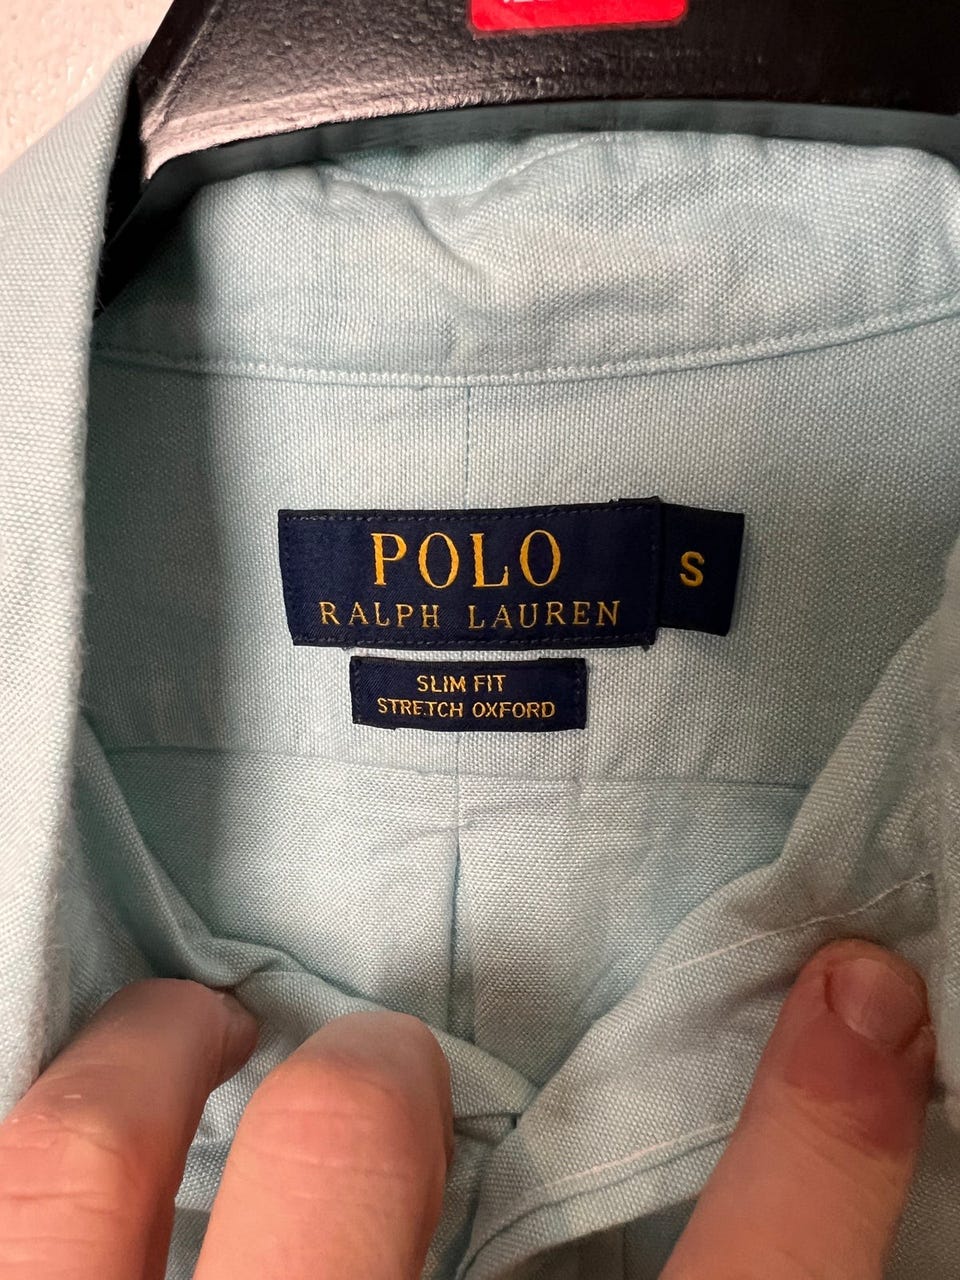 POLO
RALPH LAUREN
S
SLIM FIT
STRETCH OXFORD